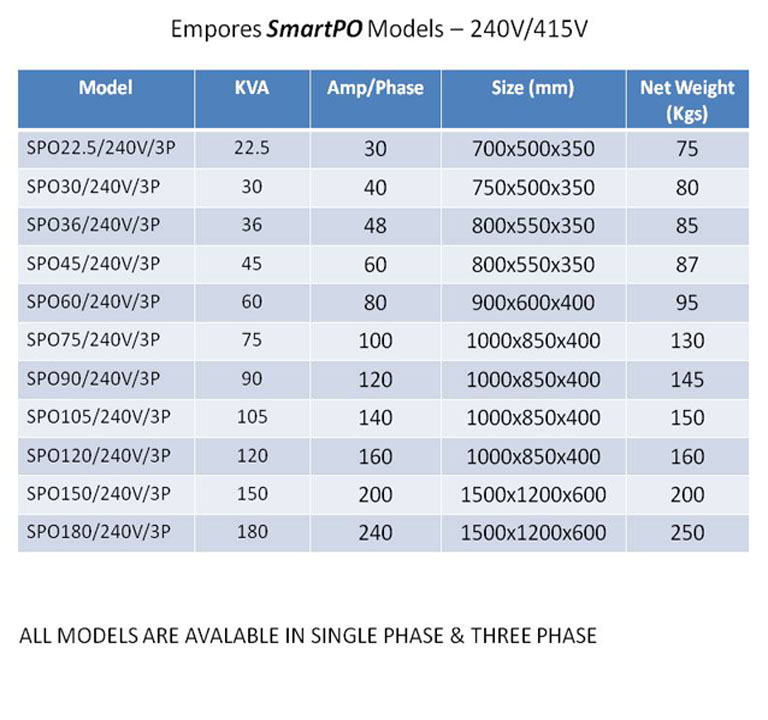 Empores SmartPO Models – 240V/415V
Model KVA Amp/Phase Size (mm) Net Weight (Kgs)
SPO22.5/240V/3P 22.5 30 700x500x350 75
SPO30/240V/3P 30 40 750x500x350 80
SPO36/240V/3P 36 48 800x550x350 85
SPO45/240V/3P 45 60 800x550x350 87
SPO60/240V/3P 60 80 900x600x400 95
SPO75/240V/3P 75 100 1000x850x400 130
SPO90/240V/3P 90 120 1000x850x400 145
SPO105/240V/3P 105 140 1000x850x400 150
SPO120/240V/3P 120 160 1000x850x400 160
SPO150/240V/3P 150 200 1500x1200x600 200
SPO180/240V/3P 180 240 1500x1200x600 250
ALL MODELS ARE AVALABLE IN SINGLE PHASE & THREE PHASE